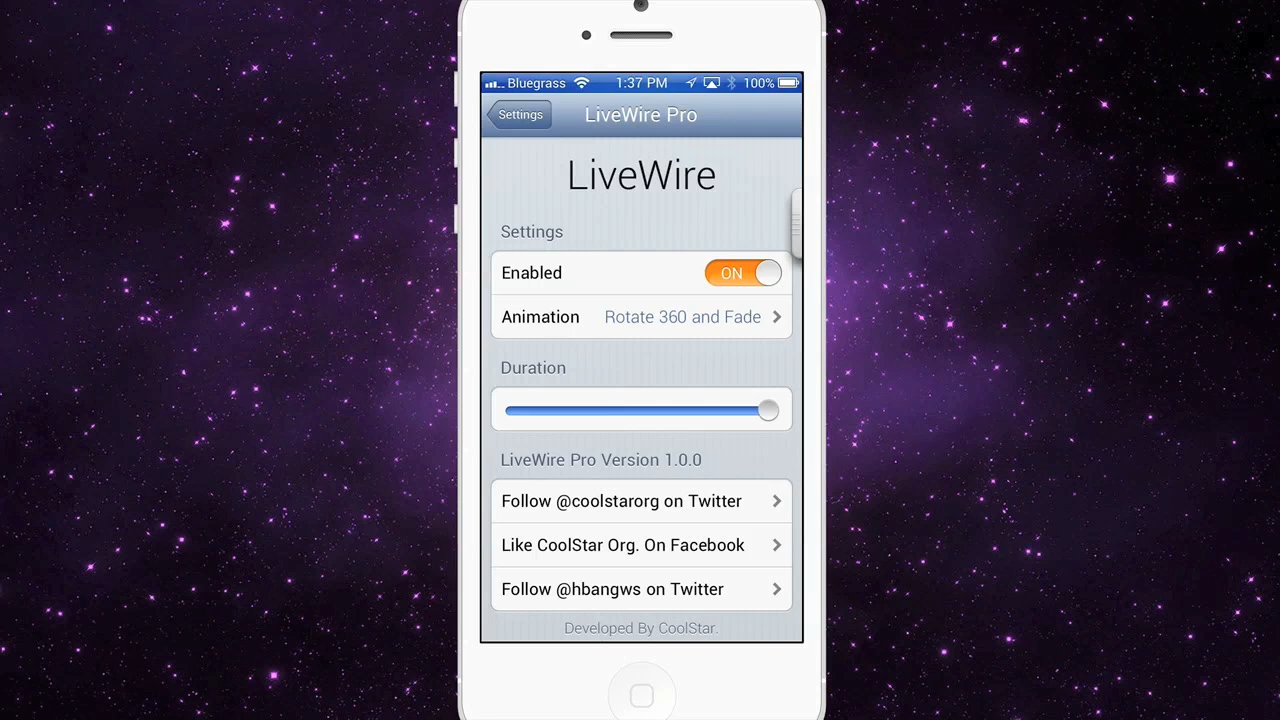 Bluegrass 1:37 PM 100%
Settings LiveWire Pro
LiveWire
Settings
Enabled ON
Animation Rotate 360 and Fade
Duration
LiveWire Pro Version 1.0.0
Follow @coolstarorg on Twitter
Like CoolStar Org. On Facebook
Follow @hbangws on Twitter
Developed By CoolStar.